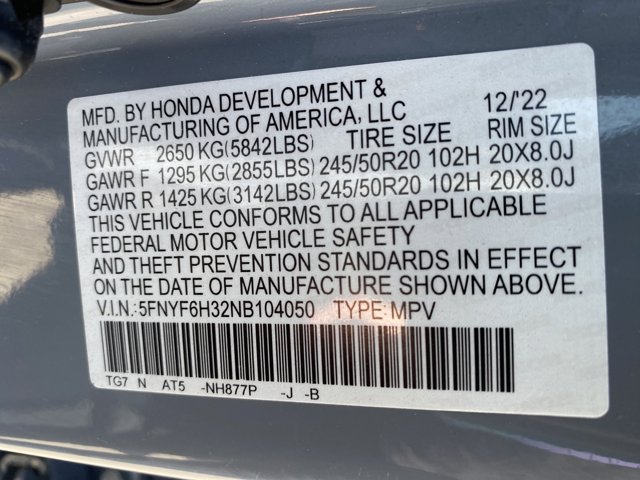 MFD. BY HONDA DEVELOPMENT &
MANUFACTURING OF AMERICA, LLC 12/'22
GVWR 2650 KG(5842LBS) TIRE SIZE RIM SIZE
GAWR F 1295 KG(2855LBS) 245/50R20 102H 20X8.0J
GAWR R 1425 KG(3142LBS) 245/50R20 102H 20X8.0J
THIS VEHICLE CONFORMS TO ALL APPLICABLE
FEDERAL MOTOR VEHICLE SAFETY
AND THEFT PREVENTION STANDARDS IN EFFECT
ON THE DATE OF MANUFACTURE SHOWN ABOVE.
V.I.N.:5FNYF6H32NB104050 TYPE: MPV
TG7 N AT5 -NH877P -J -B